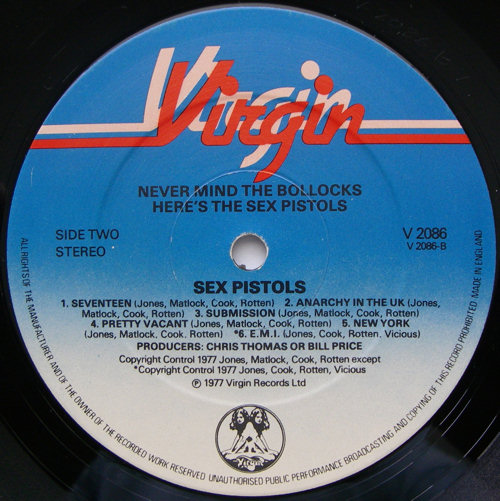 Virgin
Virgin
NEVER MIND THE BOLLOCKS
HERE'S THE SEX PISTOLS
SIDE TWO
STEREO
V 2086
V 2086-B
SEX PISTOLS
1. SEVENTEEN (Jones, Matlock, Cook, Rotten) 2. ANARCHY IN THE UK (Jones,
Matlock, Cook, Rotten) 3. SUBMISSION (Jones, Matlock, Cook, Rotten)
4. PRETTY VACANT (Jones, Matlock, Cook, Rotten) 5. NEW YORK
(Jones, Matlock, Cook, Rotten) *6. E.M.I. (Jones, Cook, Rotten. Vicious)
PRODUCERS: CHRIS THOMAS OR BILL PRICE
Copyright Control 1977 Jones, Matlock, Cook, Rotten except
*Copyright Control 1977 Jones, Cook, Rotten, Vicious
℗ 1977 Virgin Records Ltd
Virgin
ALL RIGHTS OF THE MANUFACTURER AND OF THE OWNER OF THE RECORDED WORK RESERVED UNAUTHORISED PUBLIC PERFORMANCE BROADCASTING AND COPYING OF THIS RECORD PROHIBITED. MADE IN ENGLAND